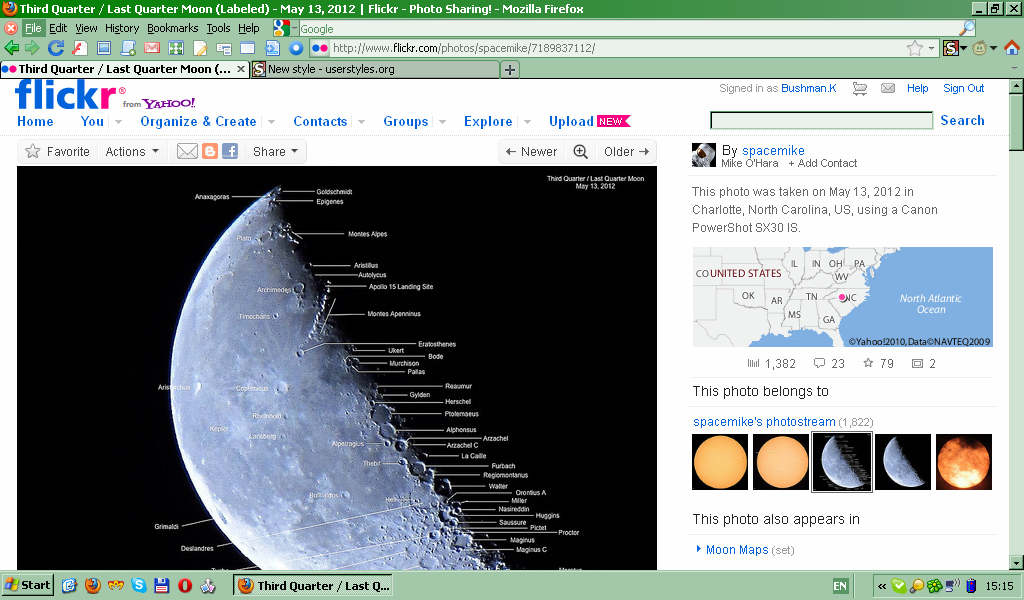 Third Quarter / Last Quarter Moon (Labeled) - May 13, 2012 | Flickr - Photo Sharing! - Mozilla Firefox
File Edit View History Bookmarks Tools Help Google
http://www.flickr.com/photos/spacemike/7189837112/
Third Quarter / Last Quarter Moon (... New style - userstyles.org
flickr from YAHOO!
Signed in as Bushman.K Help Sign Out
Home You Organize & Create Contacts Groups Explore Upload NEW Search
Favorite Actions Share Newer Older
By spacemike
Mike O'Hara + Add Contact
This photo was taken on May 13, 2012 in
Charlotte, North Carolina, US, using a Canon
PowerShot SX30 IS.
Third Quarter / Last Quarter Moon
May 13, 2012
Anaxagoras
Goldschmidt
Epigenes
Plato
Montes Alpes
Aristillus
Autolycus
Archimedes
Apollo 15 Landing Site
Timocharis
Montes Apenninus
Eratosthenes
Ukert
Bode
Murchison
Pallas
Aristarchus
Copernicus
Reaumur
Gylden
Herschel
Ptolemaeus
Reinhold
Kepler
Lansberg
Alphonsus
Alpetragius
Arzachel
Arzachel C
La Caille
Thebit
Furbach
Regiomontanus
Walter
Orontius A
Miller
Nasireddin
Huggins
Saussure
Pictet
Proctor
Maginus
Maginus C
Bullialdus
Grimaldi
Deslandres
CO UNITED STATES IL IN OH PA
WV
OK AR TN NC
MS GA
North Atlantic
Ocean
©Yahoo!2010,Data©NAVTEQ2009
1,382 23 79 2
This photo belongs to
spacemike's photostream (1,822)
This photo also appears in
Moon Maps (set)
Start Third Quarter / Last Q... EN « 15:15